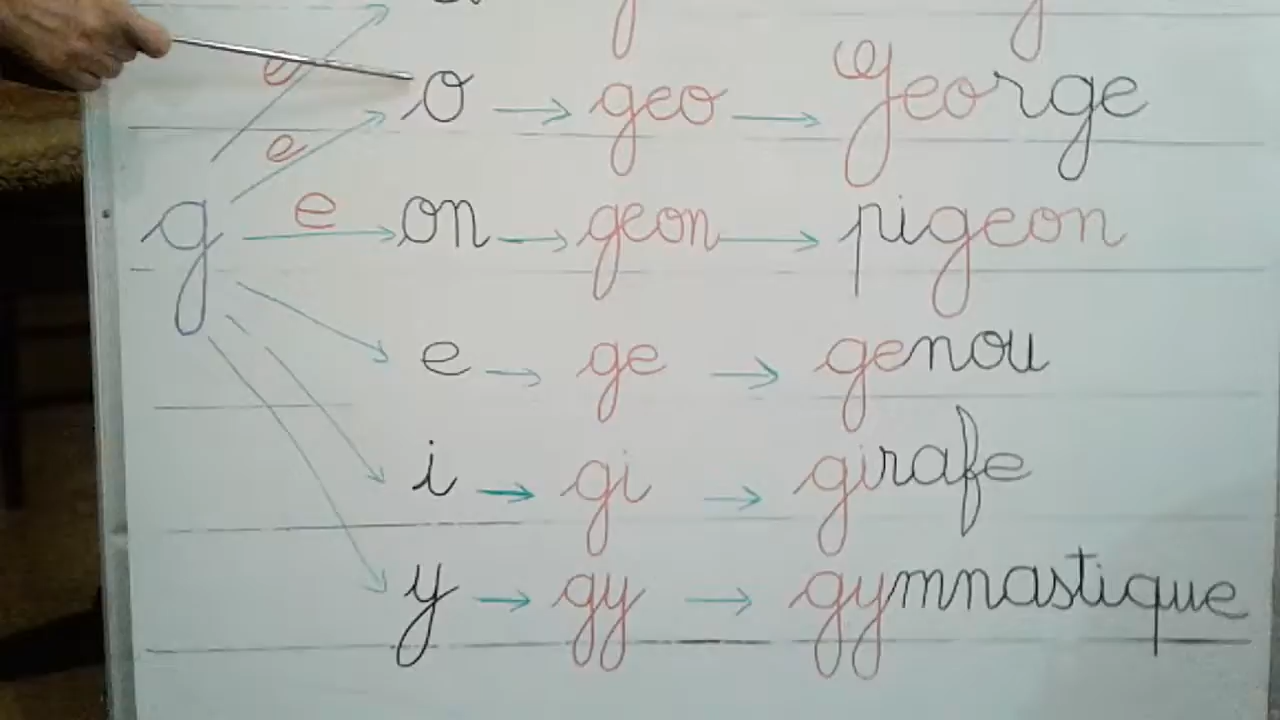 e o → geo → George
e
g e on → geon → pigeon
e → ge → genou
i → gi → girafe
y → gy → gymnastique